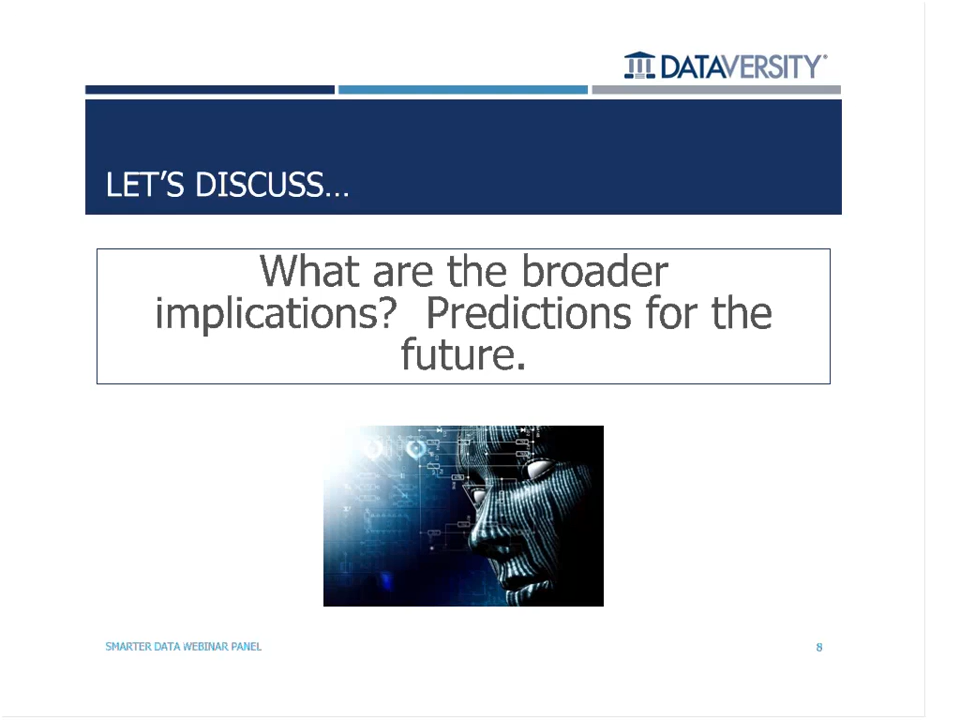 DATAVERSITY
LET’S DISCUSS…
What are the broader
implications?  Predictions for the
future.
SMARTER DATA WEBINAR PANEL
8